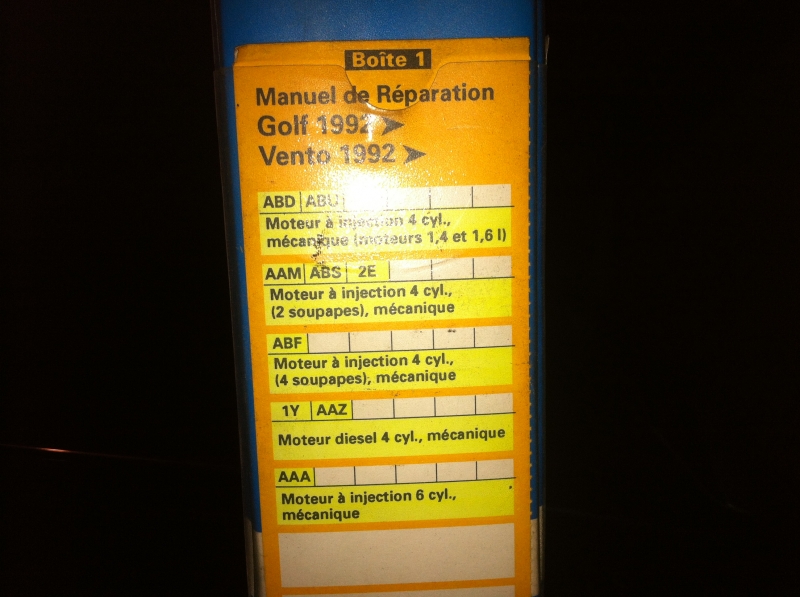 Boîte 1
Manuel de Réparation
Golf 1992 ➤
Vento 1992 ➤
ABD ABU
Moteur à injection 4 cyl.,
mécanique (moteurs 1,4 et 1,6 l)
AAM ABS 2E
Moteur à injection 4 cyl.,
(2 soupapes), mécanique
ABF
Moteur à injection 4 cyl.,
(4 soupapes), mécanique
1Y AAZ
Moteur diesel 4 cyl., mécanique
AAA
Moteur à injection 6 cyl.,
mécanique